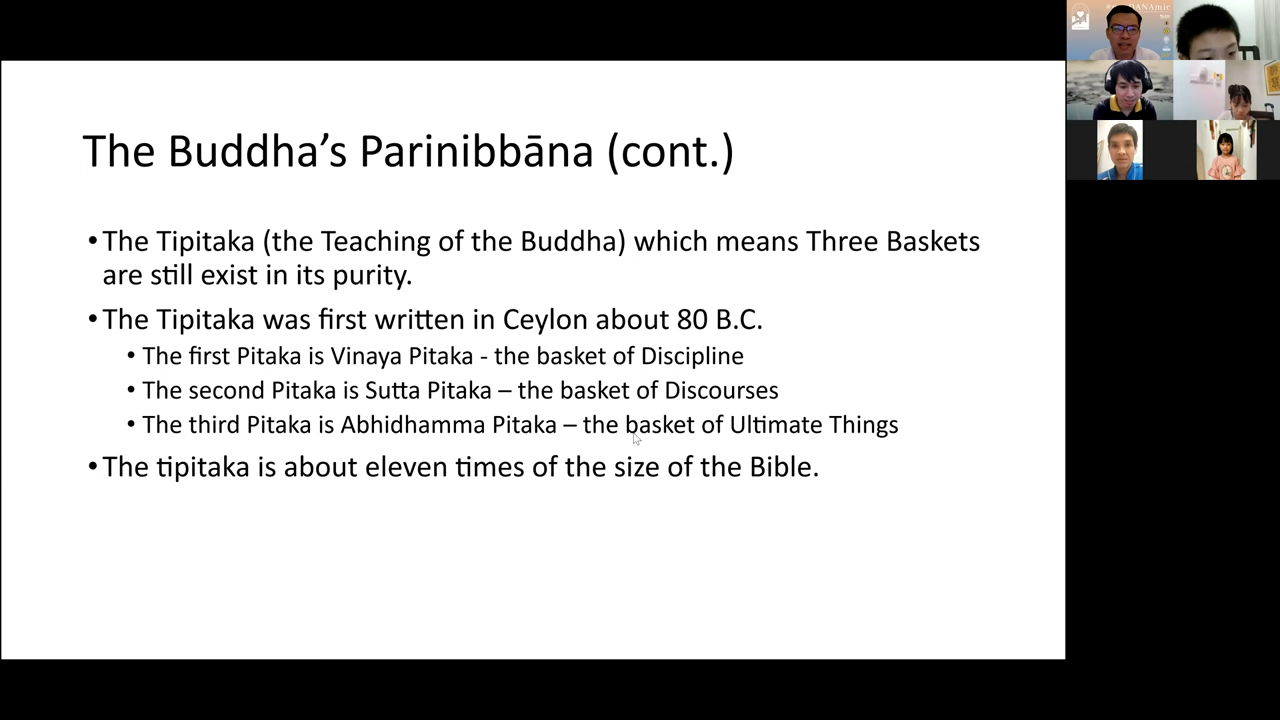 The Buddha’s Parinibbāna (cont.)
•The Tipitaka (the Teaching of the Buddha) which means Three Baskets
are still exist in its purity.
•The Tipitaka was first written in Ceylon about 80 B.C.
• The first Pitaka is Vinaya Pitaka - the basket of Discipline
• The second Pitaka is Sutta Pitaka – the basket of Discourses
• The third Pitaka is Abhidhamma Pitaka – the basket of Ultimate Things
•The tipitaka is about eleven times of the size of the Bible.